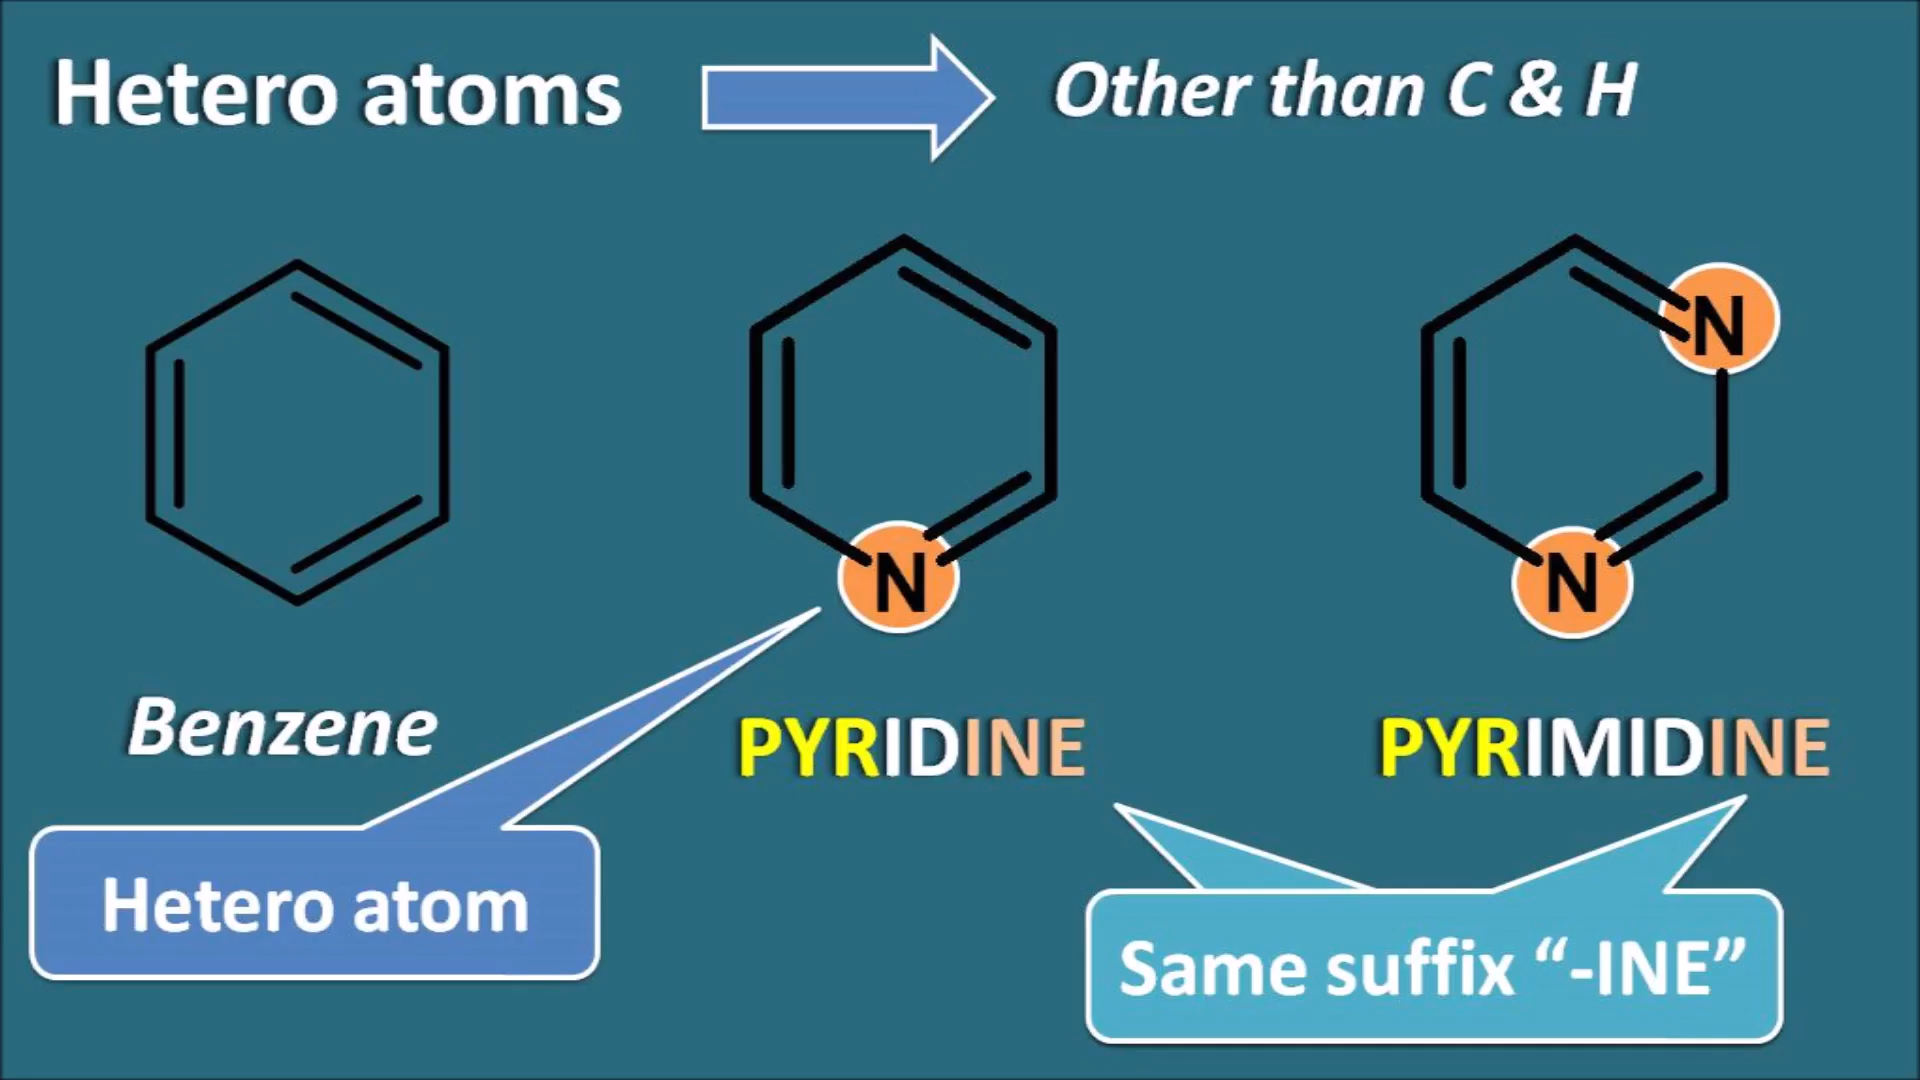 Hetero atoms
Other than C & H
N
N
N
Benzene
PYRIDINE
PYRIMIDINE
Hetero atom
Same suffix “-INE”